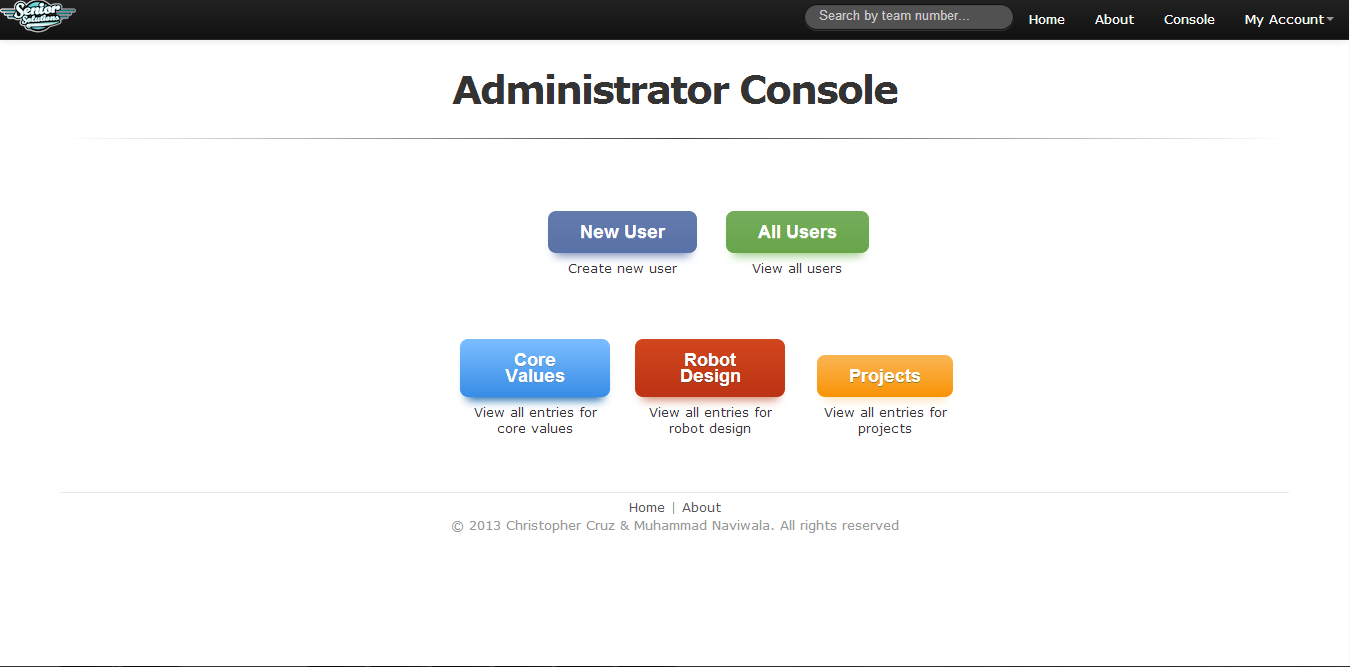 Senior
Solutions
Search by team number...
Home
About
Console
My Account
Administrator Console
New User
All Users
Create new user
View all users
Core
Values
Robot
Design
Projects
View all entries for
core values
View all entries for
robot design
View all entries for
projects
Home | About
© 2013 Christopher Cruz & Muhammad Naviwala. All rights reserved